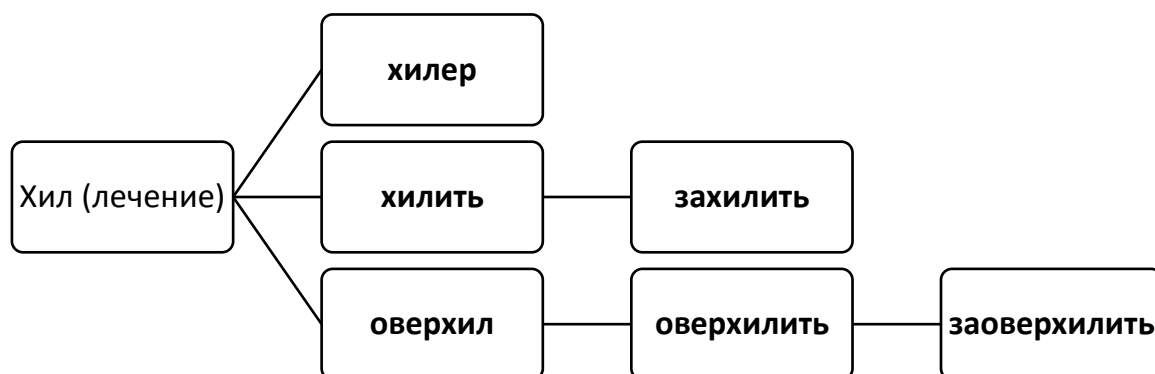 хилер
Хил (лечение)
хилить
захилить
оверхил
оверхилить
заоверхилить